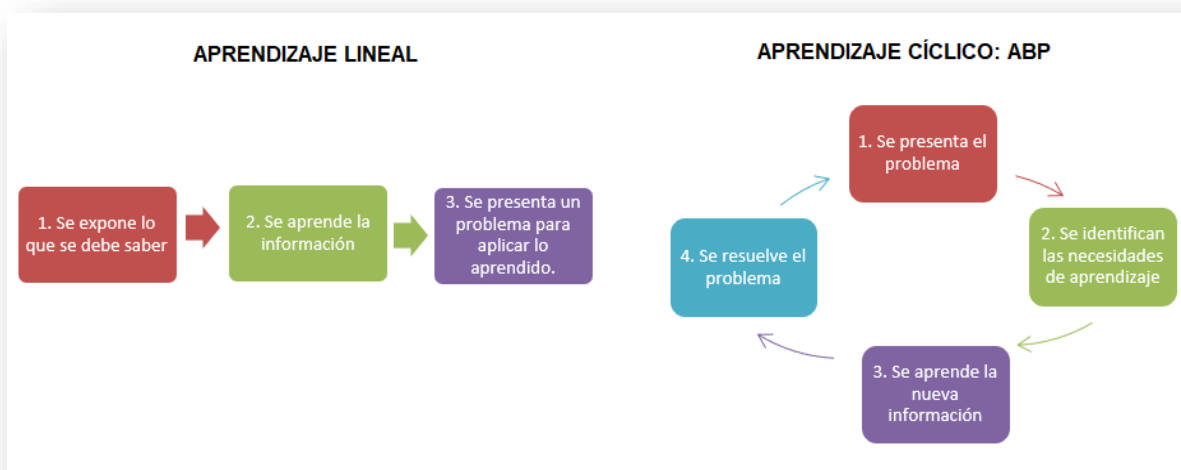 APRENDIZAJE LINEAL
1. Se expone lo
que se debe saber
2. Se aprende la
información
3. Se presenta un
problema para
aplicar lo
aprendido.
APRENDIZAJE CÍCLICO: ABP
1. Se presenta el
problema
2. Se identifican
las necesidades
de aprendizaje
3. Se aprende la
nueva
información
4. Se resuelve el
problema